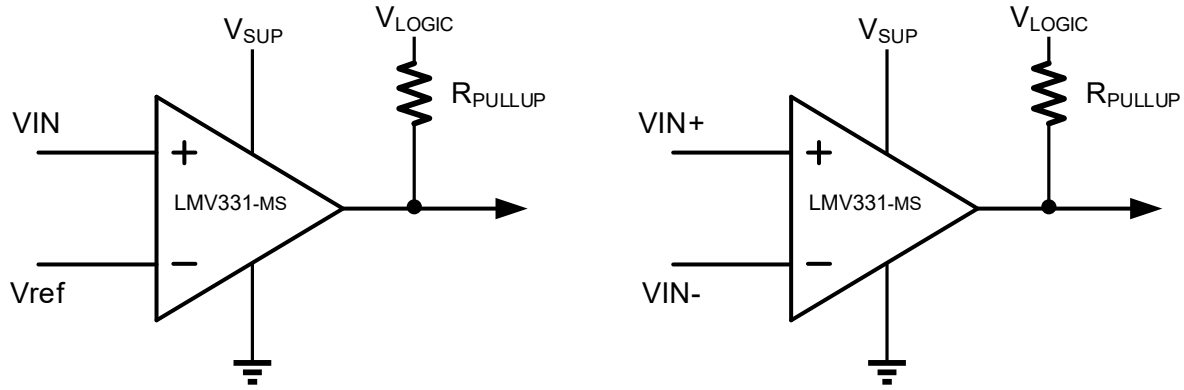 VSUP
VLOGIC
RPULLUP
VIN
+
LMV331-MS
−
Vref
VSUP
VLOGIC
RPULLUP
VIN+
+
LMV331-MS
−
VIN-